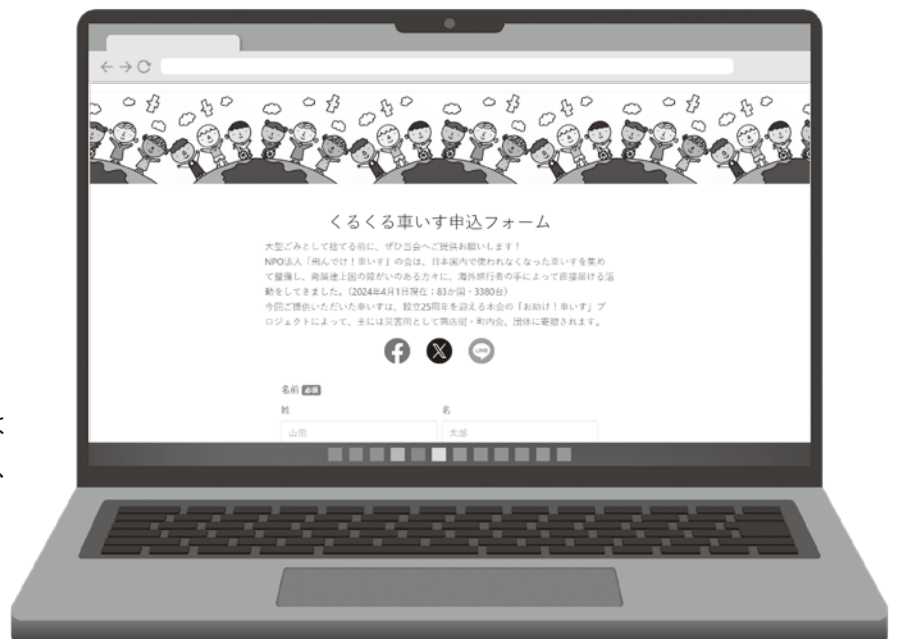 くるくる車いす申込フォーム
大型ごみとして捨てる前に、ぜひ当会へご提供お願いします！
NPO法人「飛んでけ！車いす」の会は、日本国内で使われなくなった車いすを集め
て整備し、発展途上国の障がいのある方々に、海外旅行者の手によって直接届ける活
動をしてきました。（2024年4月1日現在：83か国・3380台）
今回ご提供いただいた車いすは、設立25周年を迎える本会の「お助け！車いす」プ
ロジェクトによって、主には災害用として商店街・町内会、団体に寄贈されます。
LINE
名前 必須
姓 名
山田 太郎